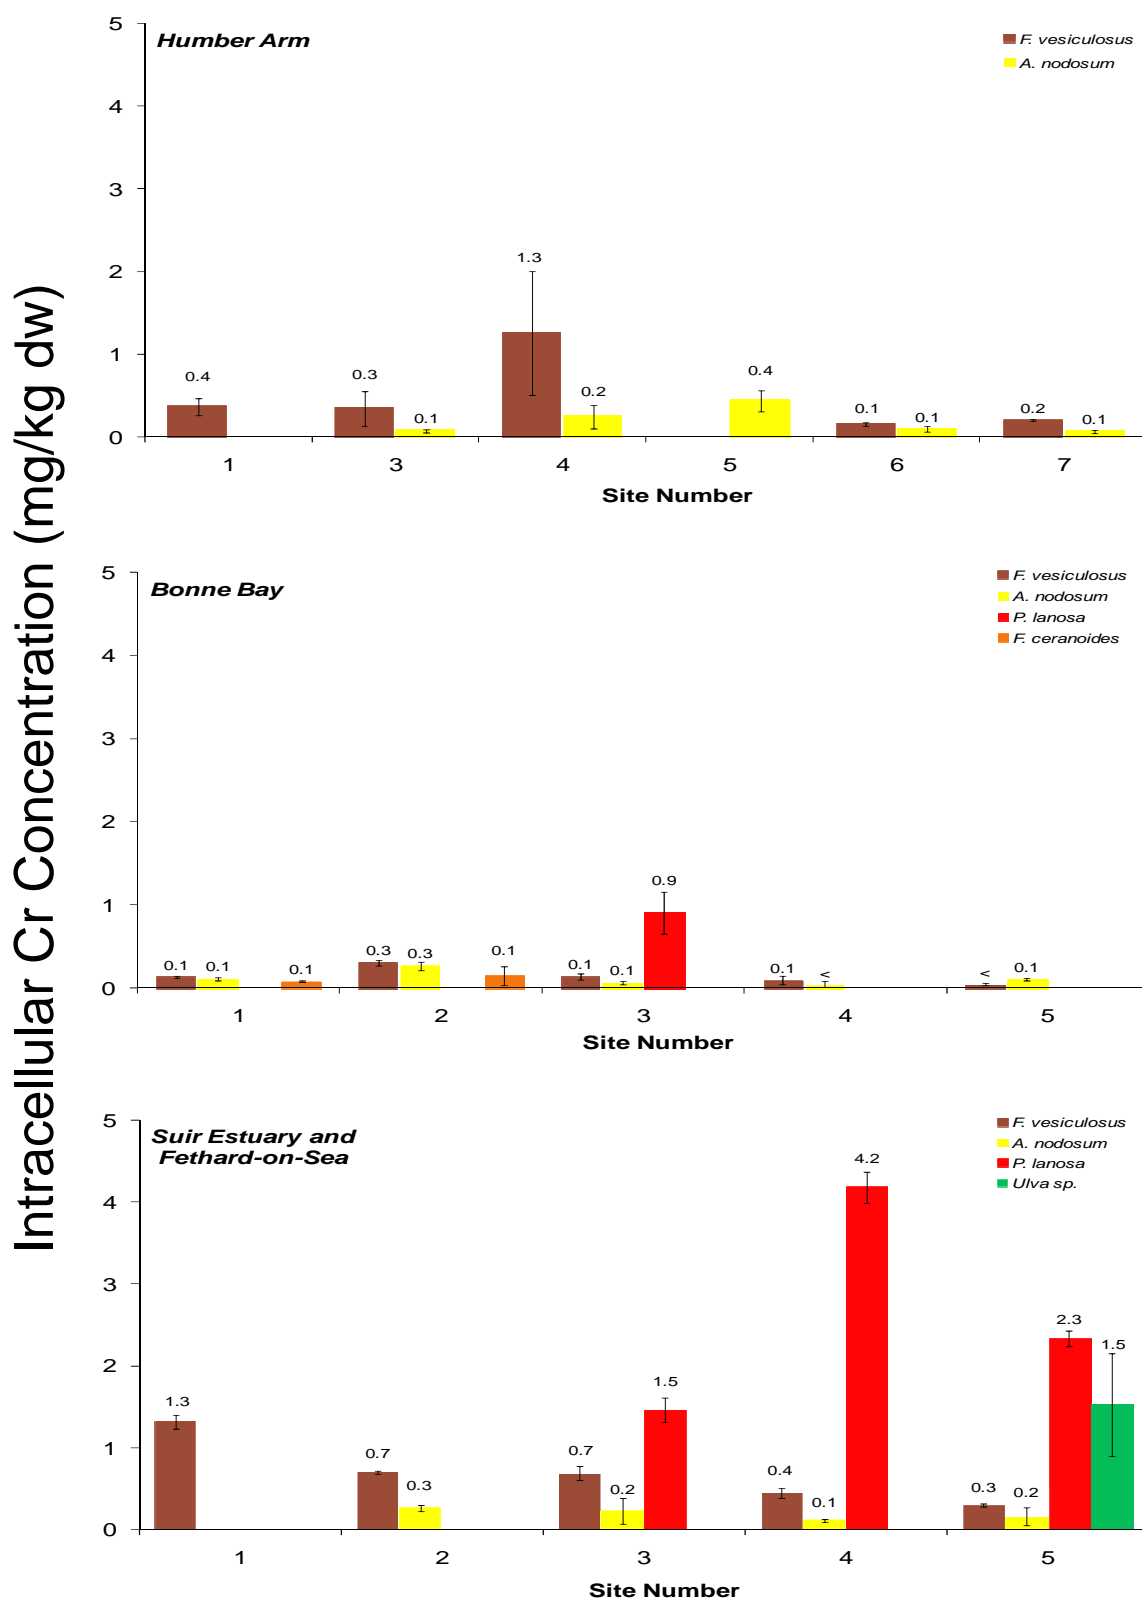 Intracellular Cr Concentration (mg/kg dw)
Humber Arm
F. vesiculosus
A. nodosum
5
4
3
2
1
0
0.4
0.3
0.1
1.3
0.2
0.4
0.1
0.1
0.2
0.1
1 3 4 5 6 7
Site Number
Bonne Bay
F. vesiculosus
A. nodosum
P. lanosa
F. ceranoides
5
4
3
2
1
0
0.1
0.1
0.1
0.3
0.3
0.1
0.1
0.1
0.9
0.1
<
<
0.1
1 2 3 4 5
Site Number
Suir Estuary and
Fethard-on-Sea
F. vesiculosus
A. nodosum
P. lanosa
Ulva sp.
5
4
3
2
1
0
1.3
0.7
0.3
0.7
0.2
1.5
0.4
0.1
4.2
0.3
0.2
2.3
1.5
1 2 3 4 5
Site Number